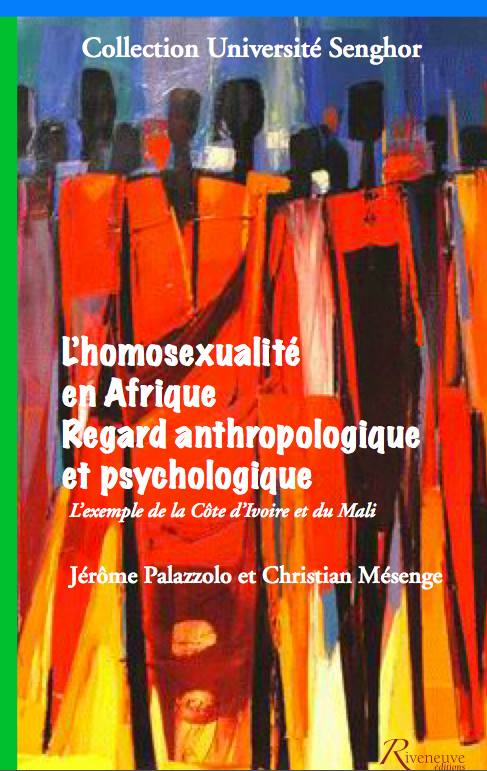 Collection Université Senghor
L'homosexualité
en Afrique
Regard anthropologique
et psychologique
L'exemple de la Côte d'Ivoire et du Mali
Jérôme Palazzolo et Christian Mésenge
Riveneuve
éditions